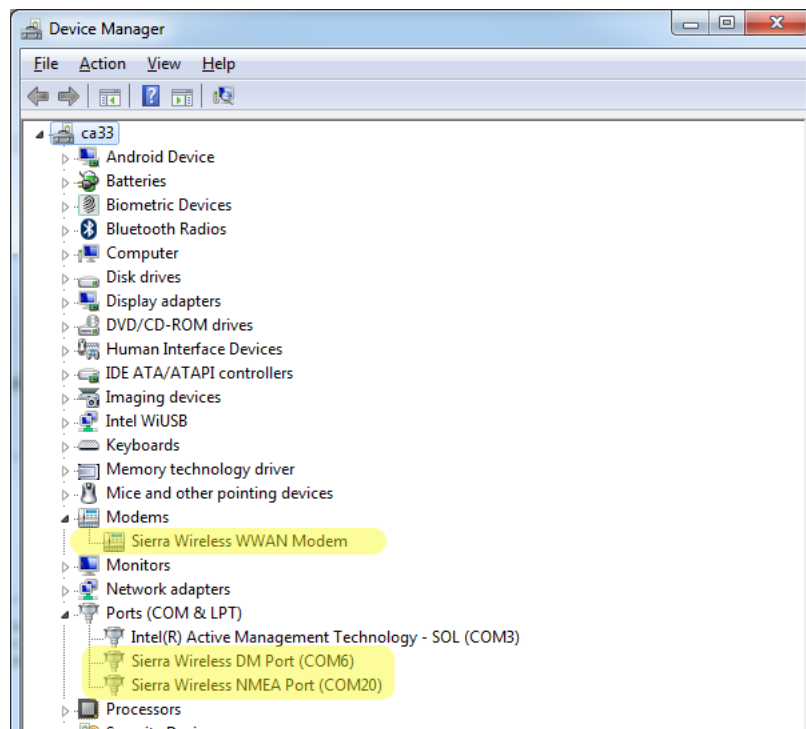 Device Manager
File Action View Help
ca33
Android Device
Batteries
Biometric Devices
Bluetooth Radios
Computer
Disk drives
Display adapters
DVD/CD-ROM drives
Human Interface Devices
IDE ATA/ATAPI controllers
Imaging devices
Intel WiUSB
Keyboards
Memory technology driver
Mice and other pointing devices
Modems
Sierra Wireless WWAN Modem
Monitors
Network adapters
Ports (COM & LPT)
Intel(R) Active Management Technology - SOL (COM3)
Sierra Wireless DM Port (COM6)
Sierra Wireless NMEA Port (COM20)
Processors